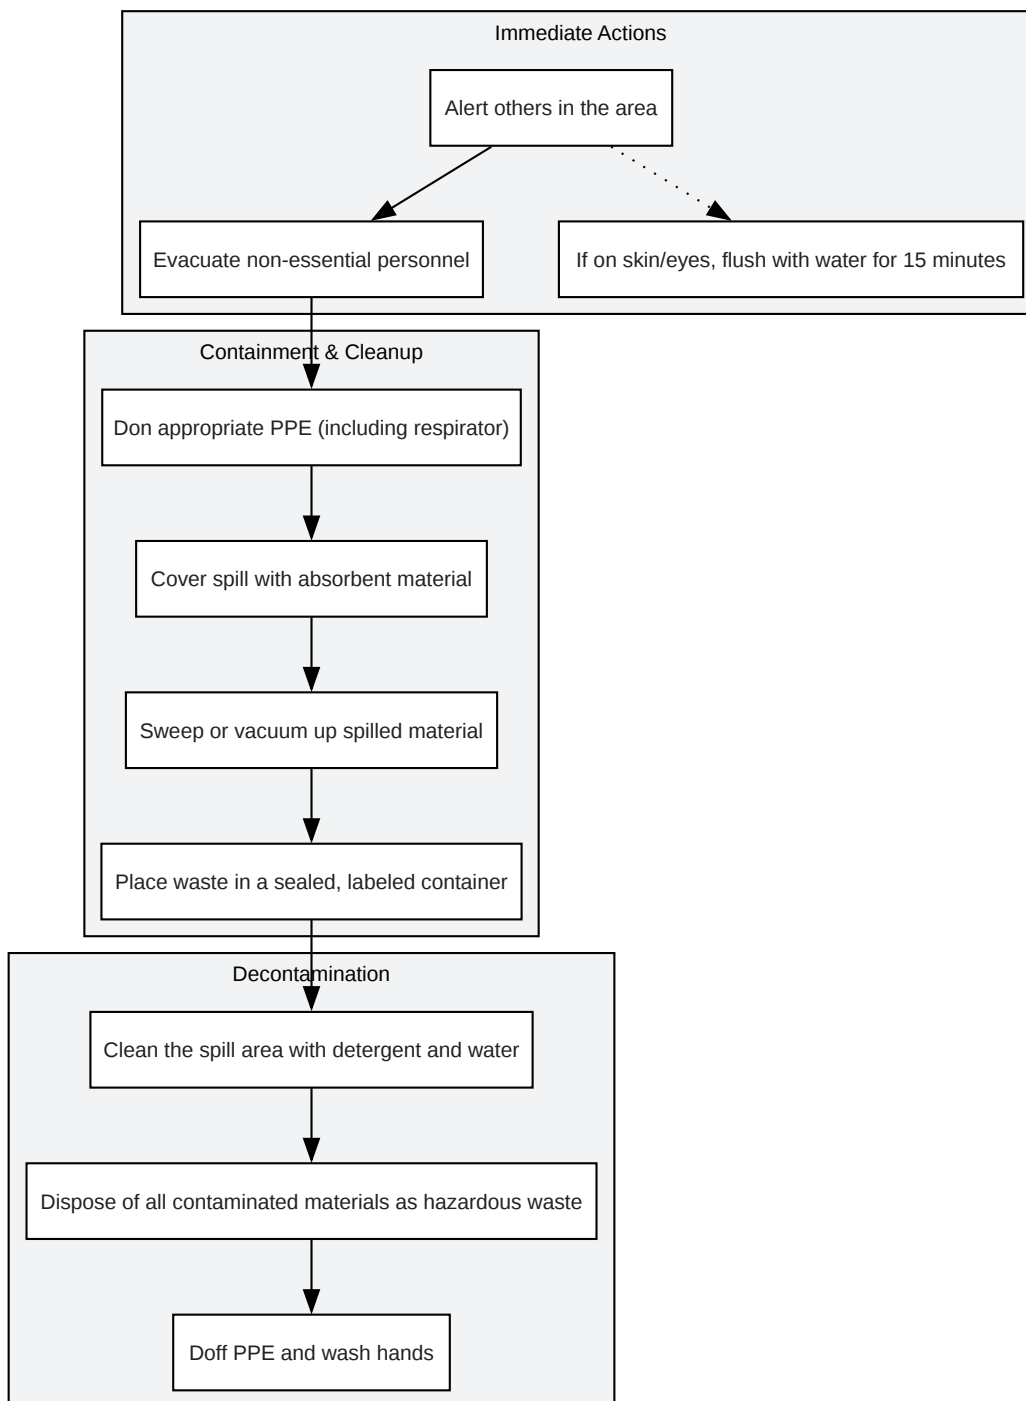 Immediate Actions
Alert others in the area
Evacuate non-essential personnel
If on skin/eyes, flush with water for 15 minutes
Containment & Cleanup
Don appropriate PPE (including respirator)
Cover spill with absorbent material
Sweep or vacuum up spilled material
Place waste in a sealed, labeled container
Decontamination
Clean the spill area with detergent and water
Dispose of all contaminated materials as hazardous waste
Doff PPE and wash hands